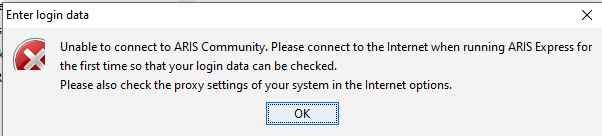 Enter login data
Unable to connect to ARIS Community. Please connect to the Internet when running ARIS Express for
the first time so that your login data can be checked.
Please also check the proxy settings of your system in the Internet options.
OK